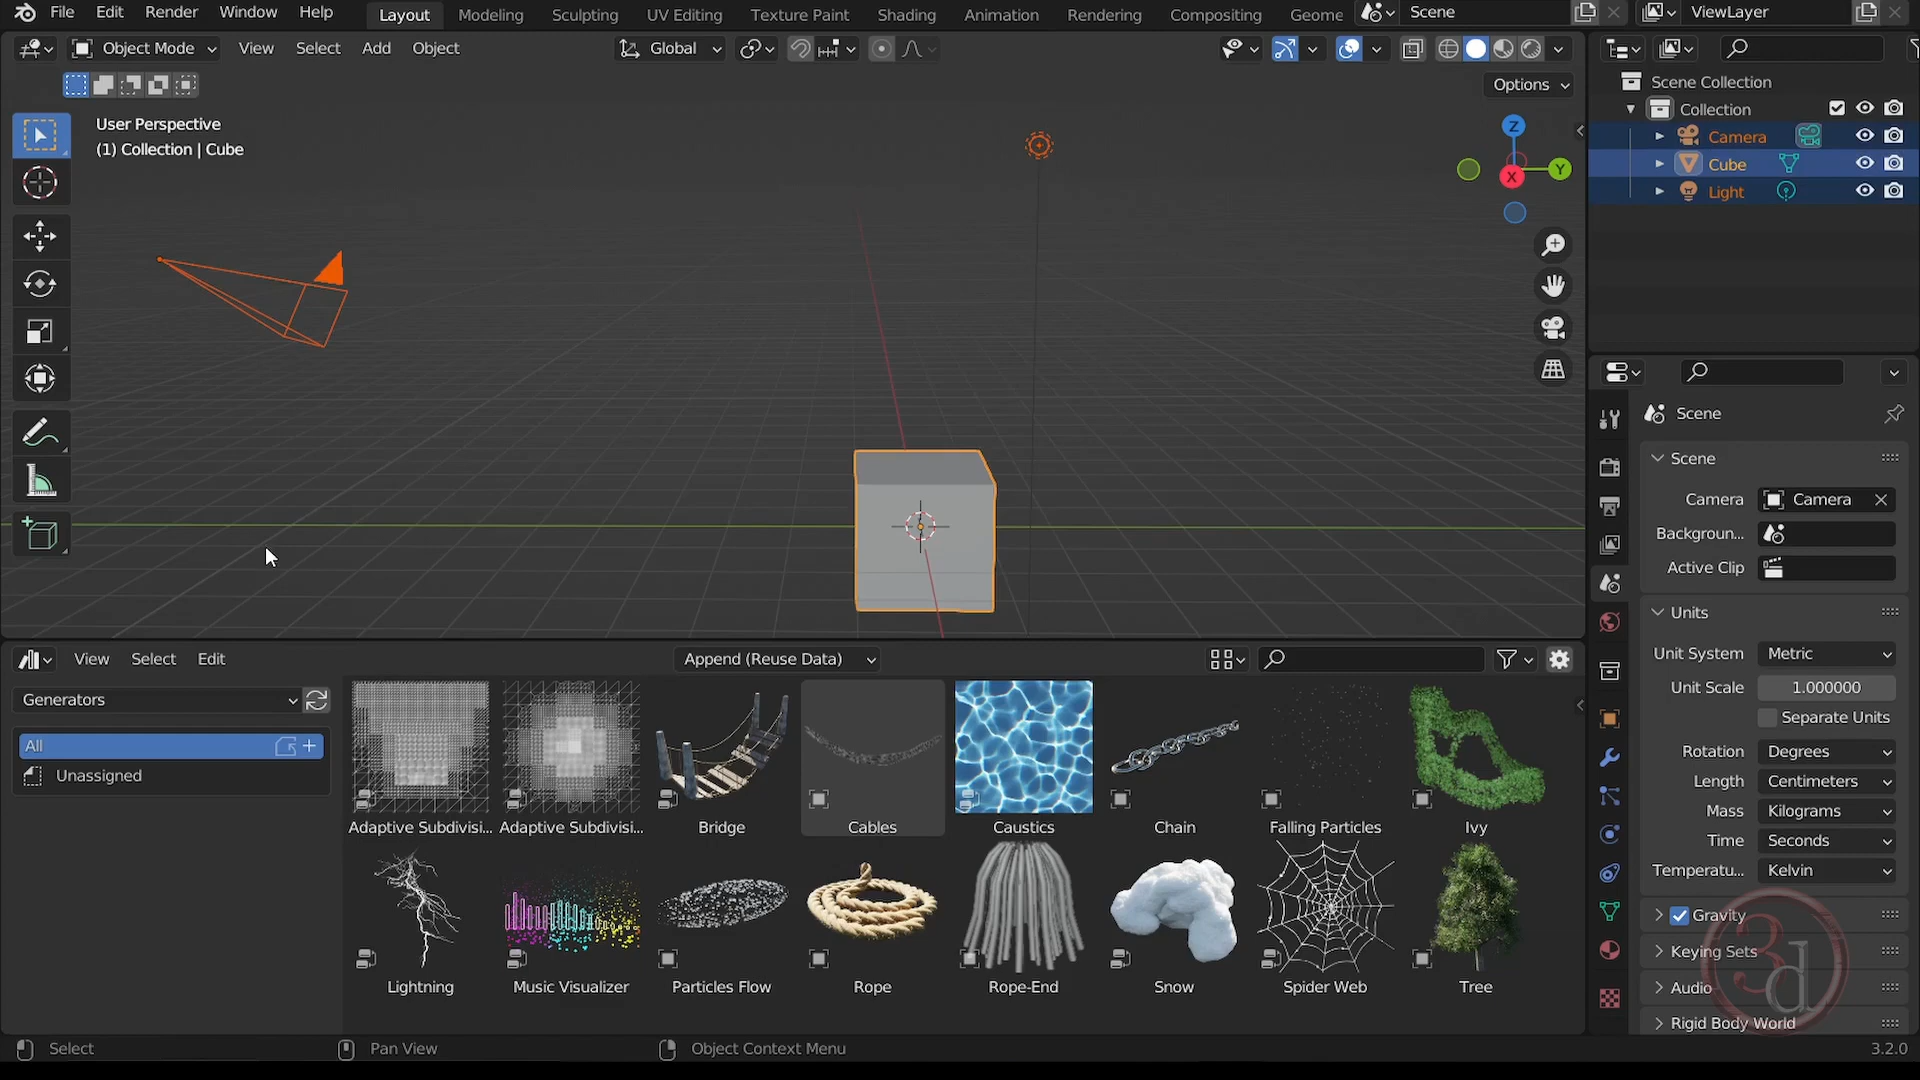 File Edit Render Window Help Layout Modeling Sculpting UV Editing Texture Paint Shading Animation Rendering Compositing Geome Scene ViewLayer
Object Mode View Select Add Object Global
Options
User Perspective
(1) Collection | Cube
Z
Y
X
Scene Collection
Collection
Camera
Cube
Light
Scene
Scene
Camera Camera
Backgroun...
Active Clip
Units
Unit System Metric
Unit Scale 1.000000
Separate Units
Rotation Degrees
Length Centimeters
Mass Kilograms
Time Seconds
Temperatu... Kelvin
Gravity
Keying Sets
Audio
Rigid Body World
3d
View Select Edit Append (Reuse Data)
Generators
All
Unassigned
Adaptive Subdivisi... Adaptive Subdivisi... Bridge Cables Caustics Chain Falling Particles Ivy
Lightning Music Visualizer Particles Flow Rope Rope-End Snow Spider Web Tree
Select Pan View Object Context Menu 3.2.0